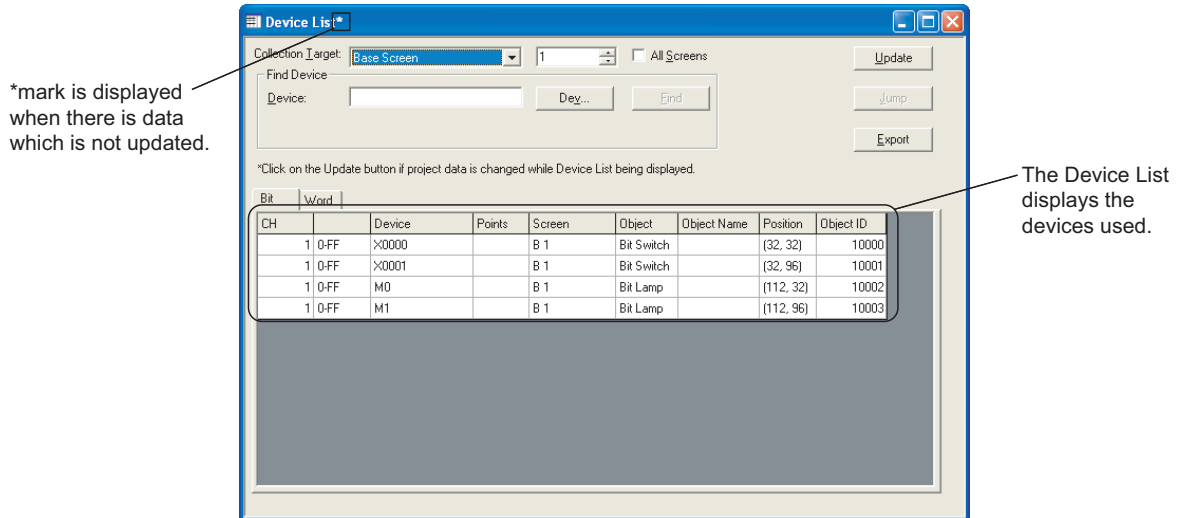 Device List*
Collection Target: Base Screen 1 All Screens Update
Find Device
Device: Dev... Find Jump
Export
*mark is displayed
when there is data
which is not updated.
*Click on the Update button if project data is changed while Device List being displayed.
The Device List
displays the
devices used.
Bit Word
CH Device Points Screen Object Object Name Position Object ID
1 0-FF X0000 B 1 Bit Switch (32, 32) 10000
1 0-FF X0001 B 1 Bit Switch (32, 96) 10001
1 0-FF M0 B 1 Bit Lamp (112, 32) 10002
1 0-FF M1 B 1 Bit Lamp (112, 96) 10003